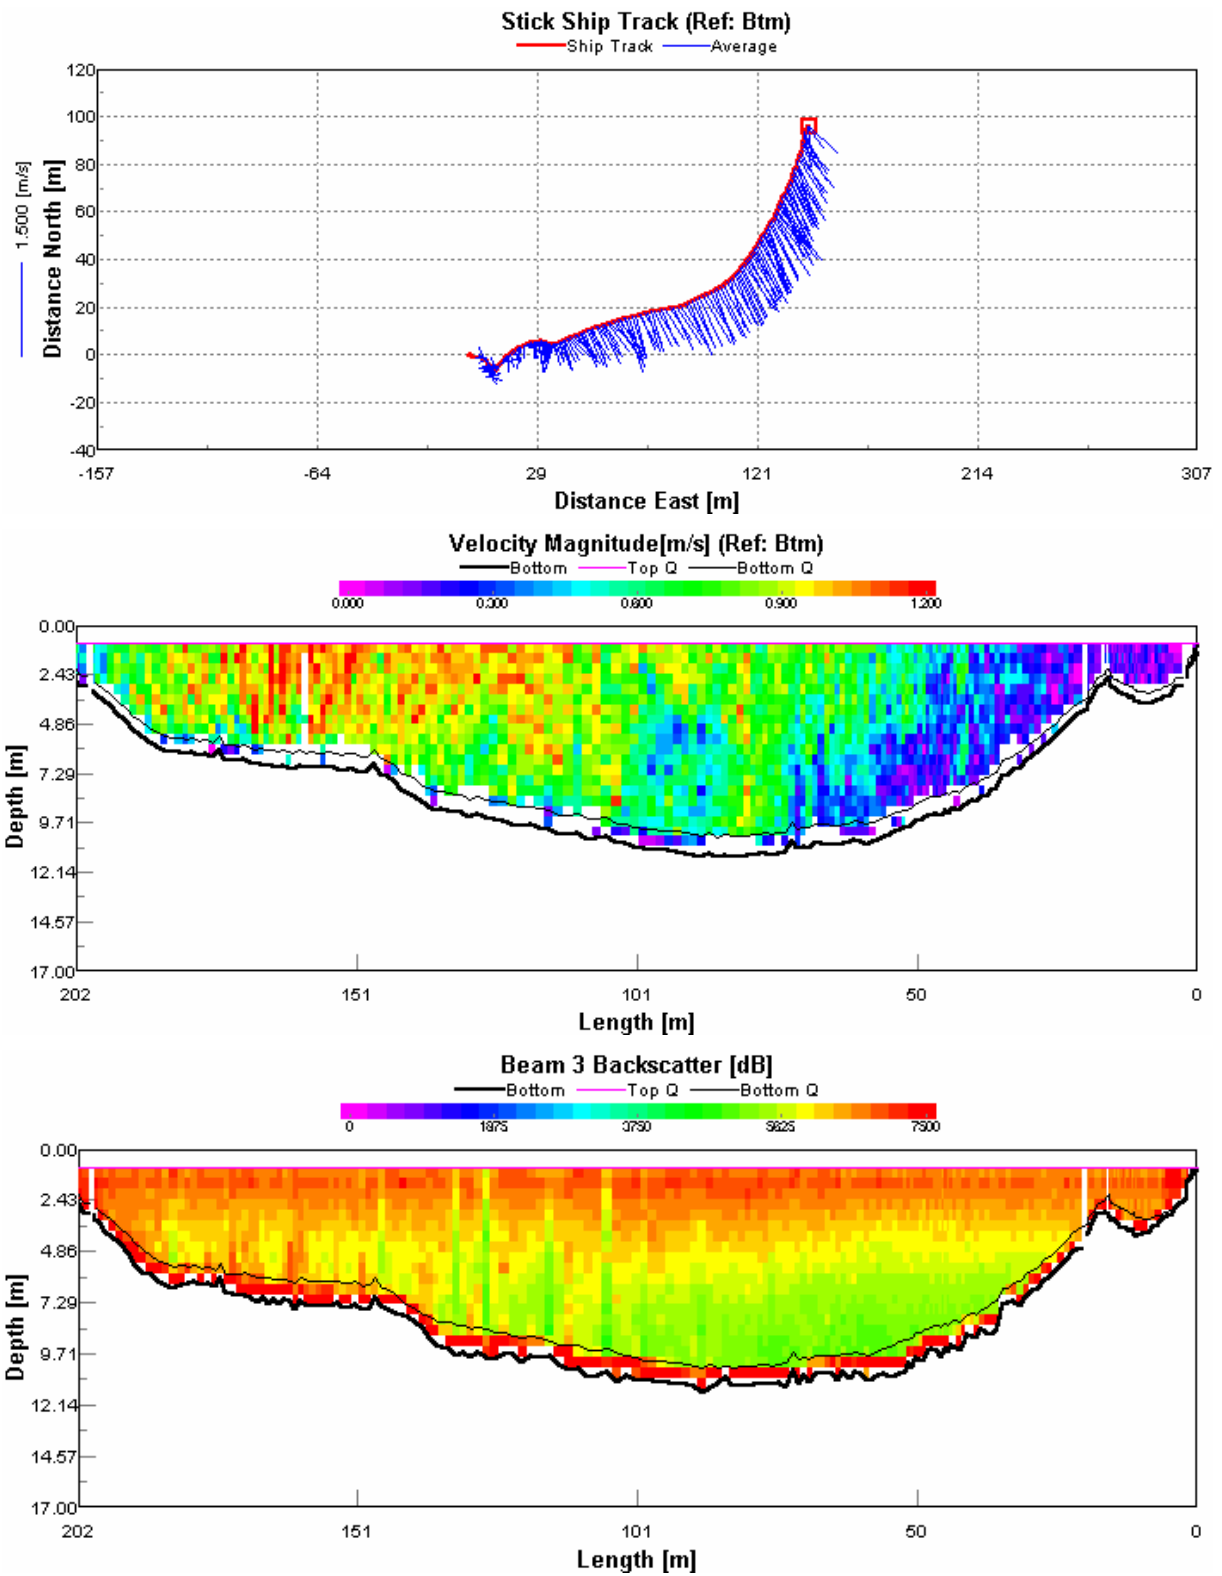 Stick Ship Track (Ref: Btm)
Ship Track Average
120
100
80
60
40
20
0
-20
-40
1.500 [m/s]
Distance North [m]
-157 -64 29 121 214 307
Distance East [m]
Velocity Magnitude[m/s] (Ref: Btm)
Bottom Top Q Bottom Q
0.000 0.300 0.600 0.900 1.200
0.00
2.43
4.86
7.29
9.71
12.14
14.57
17.00
Depth [m]
202 151 101 50 0
Length [m]
Beam 3 Backscatter [dB]
Bottom Top Q Bottom Q
0 1875 3750 5625 7500
0.00
2.43
4.86
7.29
9.71
12.14
14.57
17.00
Depth [m]
202 151 101 50 0
Length [m]